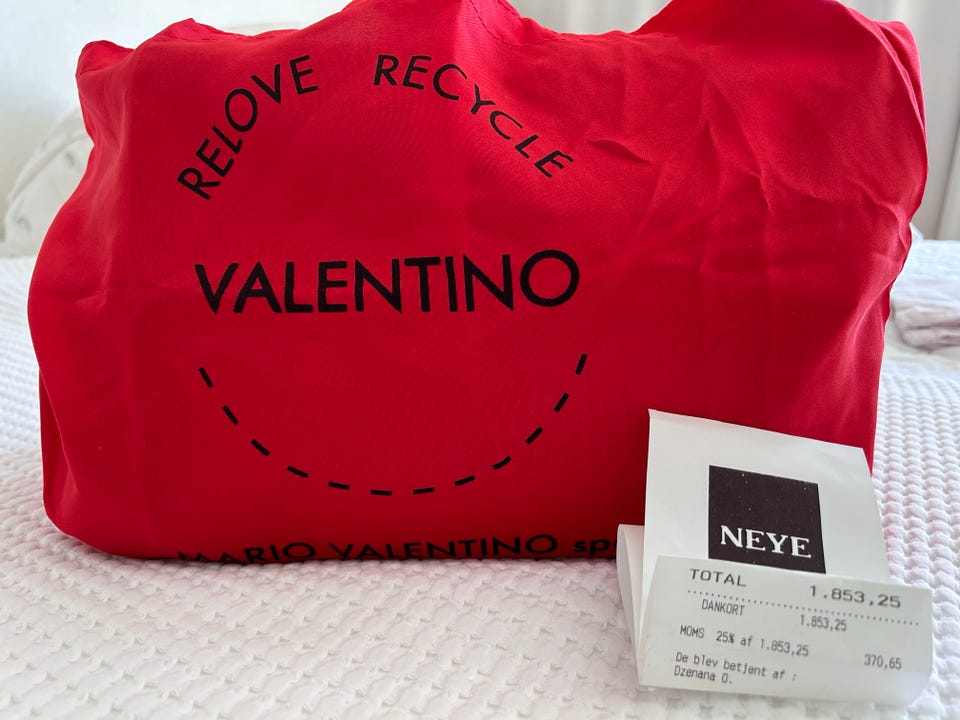 RELOVE RECYCLE
VALENTINO
MARIO VALENTINO
NEYE
TOTAL 1.853,25
DANKORT 1.853,25
MOMS 25% af 1.853,25 370,65
De blev betjent af :
Dzenana O.